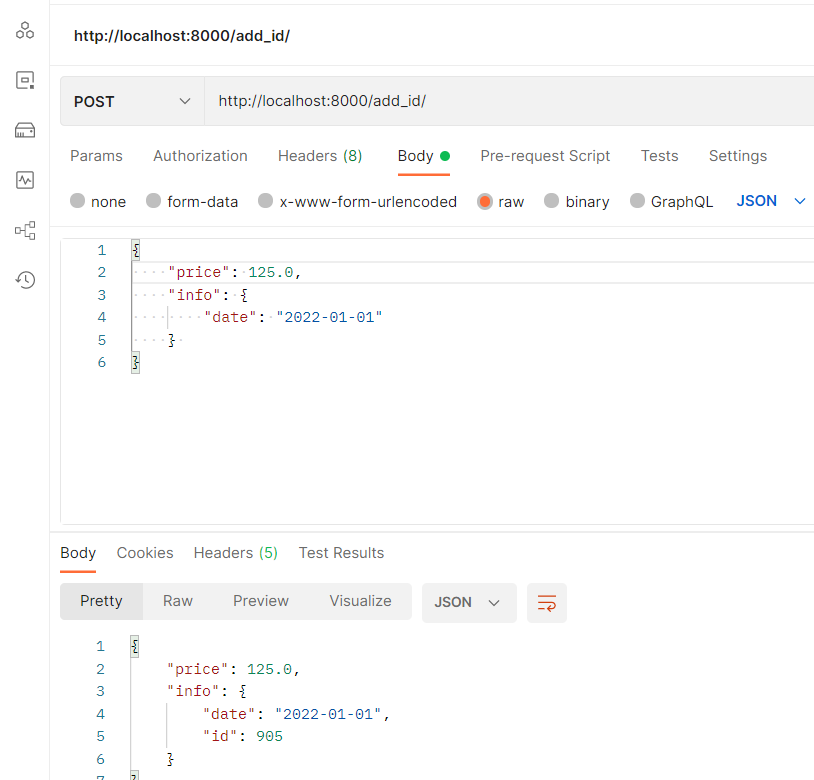 http://localhost:8000/add_id/
POST http://localhost:8000/add_id/
Params Authorization Headers (8) Body Pre-request Script Tests Settings
none form-data x-www-form-urlencoded raw binary GraphQL JSON
1 {
2 "price": 125.0,
3 "info": {
4 "date": "2022-01-01"
5 }
6 }
Body Cookies Headers (5) Test Results
Pretty Raw Preview Visualize JSON
1 {
2 "price": 125.0,
3 "info": {
4 "date": "2022-01-01",
5 "id": 905
6 }
7 }